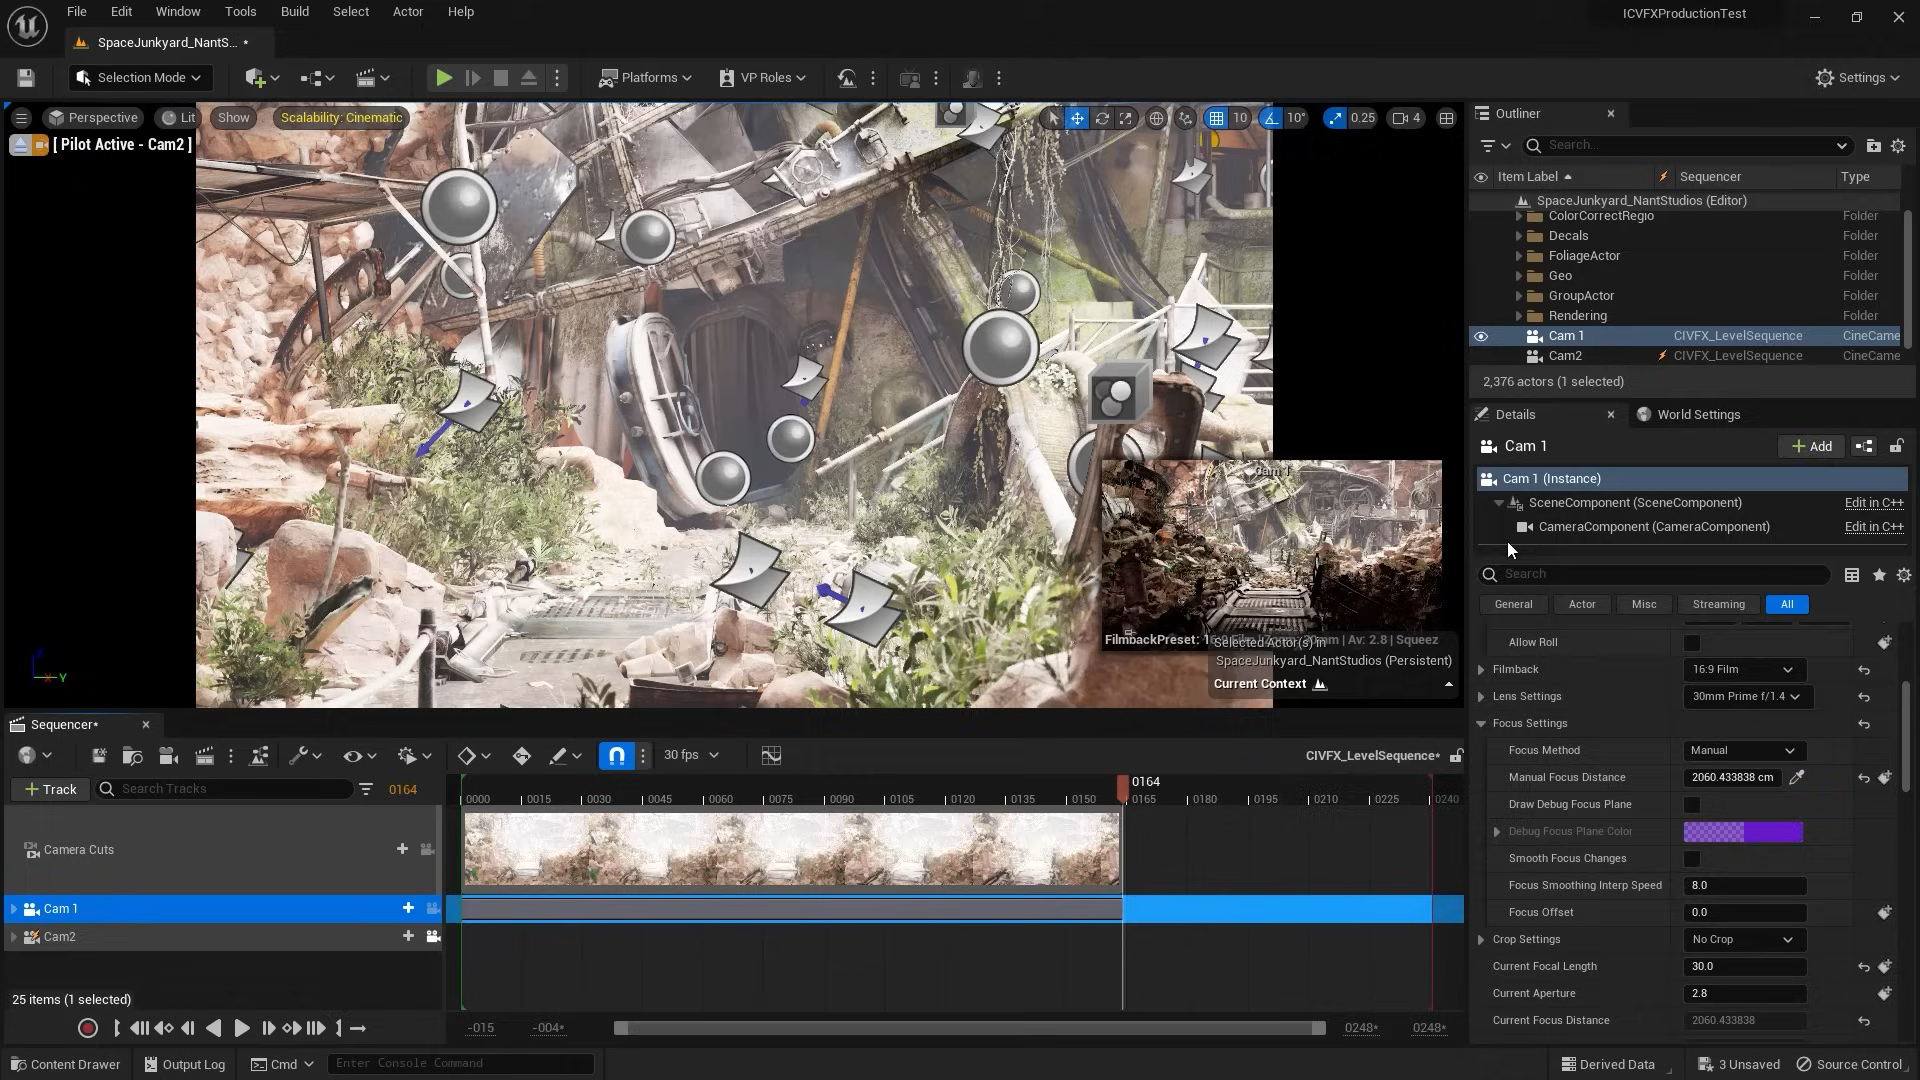 File Edit Window Tools Build Select Actor Help
ICVFXProductionTest
SpaceJunkyard_NantS... •
Selection Mode
Platforms
VP Roles
Settings
Perspective
Lit
Show
Scalability: Cinematic
10
10°
0.25
4
[ Pilot Active - Cam2 ]
Cam 1
FilmbackPreset: 1
mm | Av: 2.8 | Squeez
Selected Actor(s) in
SpaceJunkyard_NantStudios (Persistent)
Current Context
Y
Outliner
Search...
Item Label
Sequencer
Type
SpaceJunkyard_NantStudios (Editor)
ColorCorrectRegio Folder
Decals Folder
FoliageActor Folder
Geo Folder
GroupActor Folder
Rendering Folder
Cam 1 CIVFX_LevelSequence CineCame
Cam2 CIVFX_LevelSequence CineCame
2,376 actors (1 selected)
Details
World Settings
Cam 1
Add
Cam 1 (Instance)
SceneComponent (SceneComponent) Edit in C++
CameraComponent (CameraComponent) Edit in C++
Search
General Actor Misc Streaming All
Allow Roll
Filmback 16:9 Film
Lens Settings 30mm Prime f/1.4
Focus Settings
Focus Method Manual
Manual Focus Distance 2060.433838 cm
Draw Debug Focus Plane
Debug Focus Plane Color
Smooth Focus Changes
Focus Smoothing Interp Speed 8.0
Focus Offset 0.0
Crop Settings No Crop
Current Focal Length 30.0
Current Aperture 2.8
Current Focus Distance 2060.433838
Sequencer*
30 fps
CIVFX_LevelSequence*
Track
Search Tracks
0164
0164
0000 0015 0030 0045 0060 0075 0090 0105 0120 0135 0150 0165 0180 0195 0210 0225 0240
Camera Cuts
Cam 1
Cam2
25 items (1 selected)
-015 -004* 0248* 0248*
Content Drawer
Output Log
Cmd
Enter Console Command
Derived Data
3 Unsaved
Source Control